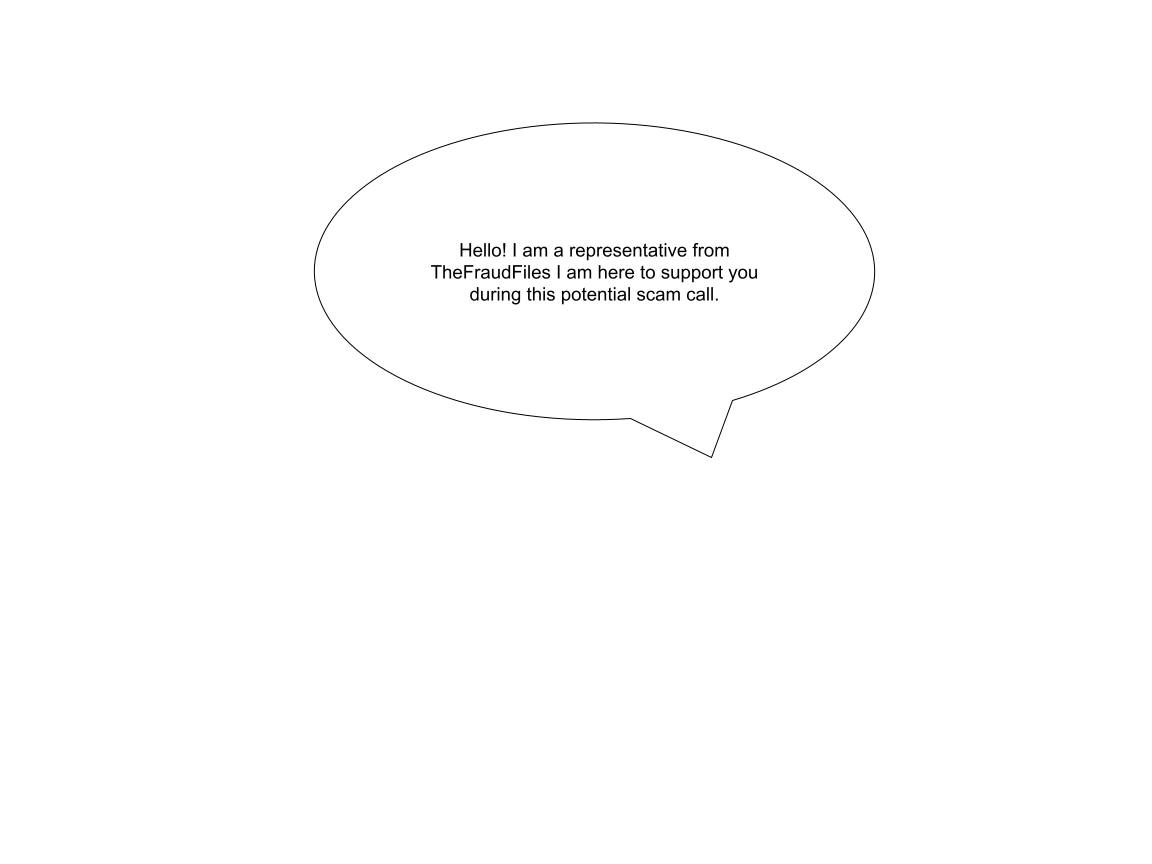 Hello! I am a representative from
TheFraudFiles I am here to support you
during this potential scam call.